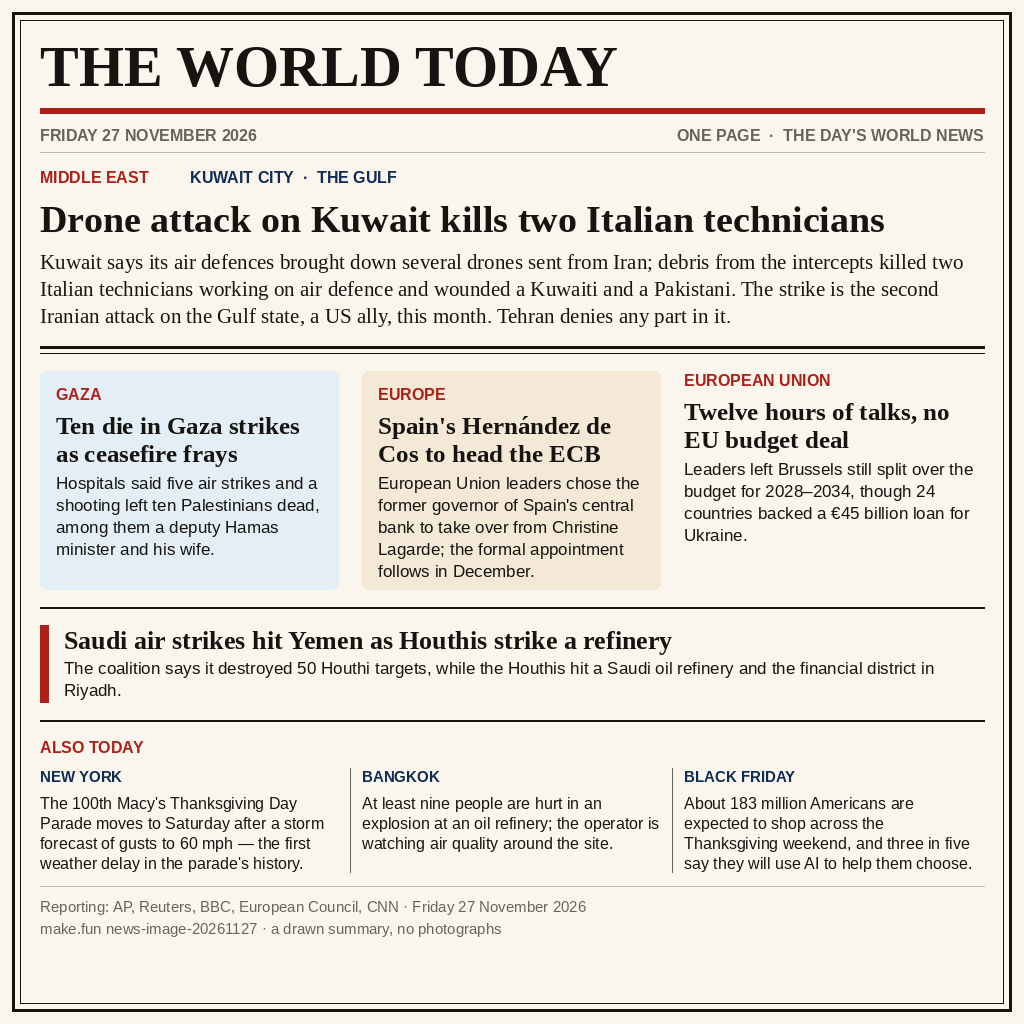 THE WORLD TODAY
FRIDAY 27 NOVEMBER 2026
ONE PAGE · THE DAY'S WORLD NEWS
MIDDLE EAST
KUWAIT CITY · THE GULF
Drone attack on Kuwait kills two Italian technicians
Kuwait says its air defences brought down several drones sent from Iran; debris from the intercepts killed two
Italian technicians working on air defence and wounded a Kuwaiti and a Pakistani. The strike is the second
Iranian attack on the Gulf state, a US ally, this month. Tehran denies any part in it.
GAZA
Ten die in Gaza strikes
as ceasefire frays
Hospitals said five air strikes and a
shooting left ten Palestinians dead,
among them a deputy Hamas
minister and his wife.
EUROPE
Spain's Hernández de
Cos to head the ECB
European Union leaders chose the
former governor of Spain's central
bank to take over from Christine
Lagarde; the formal appointment
follows in December.
EUROPEAN UNION
Twelve hours of talks, no
EU budget deal
Leaders left Brussels still split over the
budget for 2028–2034, though 24
countries backed a €45 billion loan for
Ukraine.
Saudi air strikes hit Yemen as Houthis strike a refinery
The coalition says it destroyed 50 Houthi targets, while the Houthis hit a Saudi oil refinery and the financial district in
Riyadh.
ALSO TODAY
NEW YORK
The 100th Macy's Thanksgiving Day
Parade moves to Saturday after a storm
forecast of gusts to 60 mph — the first
weather delay in the parade's history.
BANGKOK
At least nine people are hurt in an
explosion at an oil refinery; the operator is
watching air quality around the site.
BLACK FRIDAY
About 183 million Americans are
expected to shop across the
Thanksgiving weekend, and three in five
say they will use AI to help them choose.
Reporting: AP, Reuters, BBC, European Council, CNN · Friday 27 November 2026
make.fun news-image-20261127 · a drawn summary, no photographs